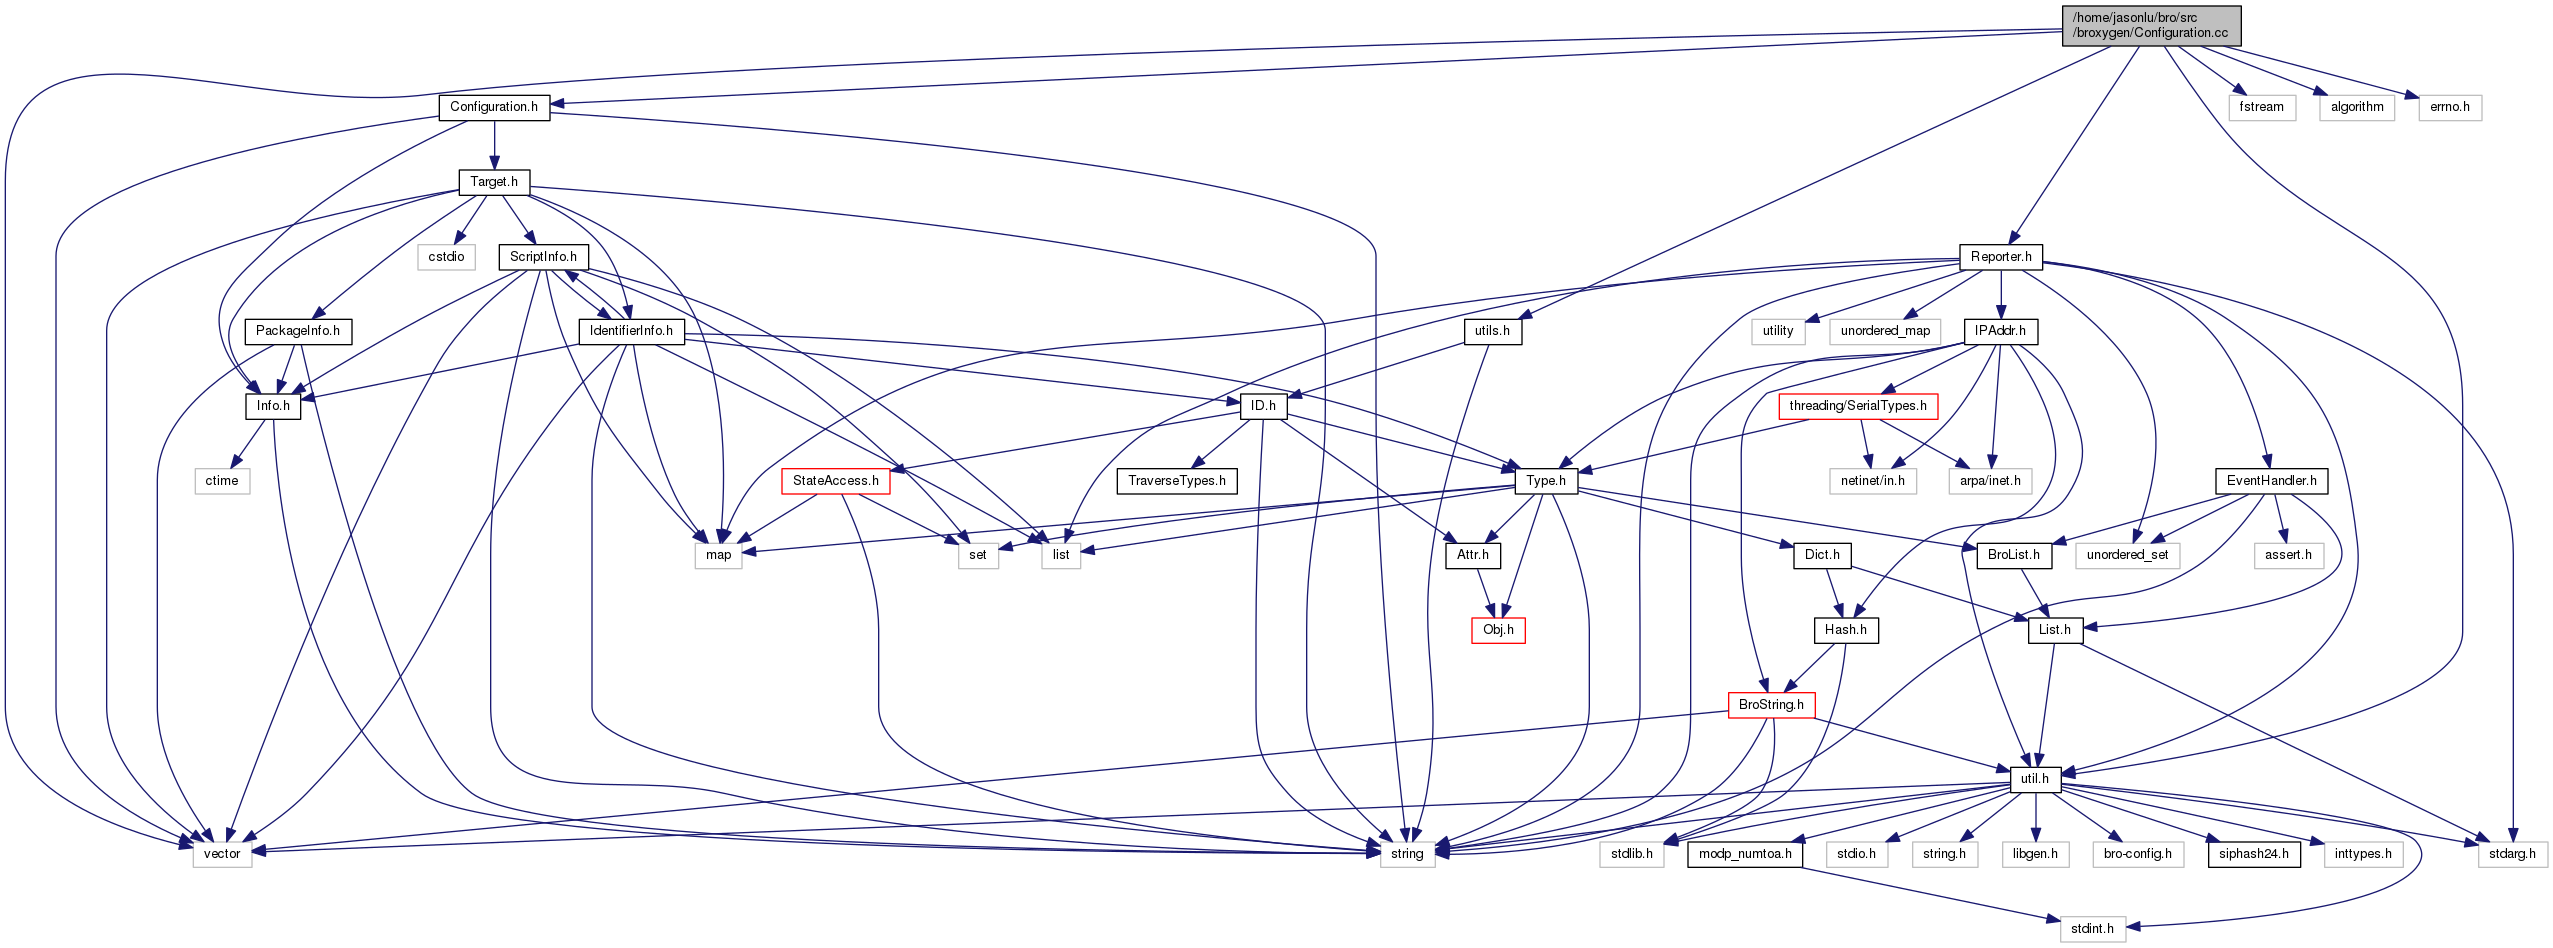 /home/jasonlu/bro/src
/broxygen/Configuration.cc
Configuration.h
fstream
algorithm
errno.h
Target.h
cstdio
ScriptInfo.h
Reporter.h
PackageInfo.h
IdentifierInfo.h
utils.h
utility
unordered_map
IPAddr.h
Info.h
ID.h
threading/SerialTypes.h
ctime
StateAccess.h
TraverseTypes.h
Type.h
netinet/in.h
arpa/inet.h
EventHandler.h
map
set
list
Attr.h
Dict.h
BroList.h
unordered_set
assert.h
Obj.h
Hash.h
List.h
BroString.h
util.h
vector
string
stdlib.h
modp_numtoa.h
stdio.h
string.h
libgen.h
bro-config.h
siphash24.h
inttypes.h
stdarg.h
stdint.h